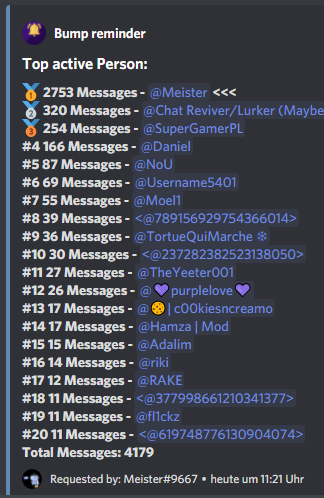 Bump reminder
Top active Person:
🥇 2753 Messages - @Meister <<<
🥈 320 Messages - @Chat Reviver/Lurker (Maybe
🥉 254 Messages - @SuperGamerPL
#4 166 Messages - @Daniel
#5 87 Messages - @NoU
#6 69 Messages - @Username5401
#7 55 Messages - @Moel1
#8 39 Messages - <@789156929754366014>
#9 36 Messages - @TortueQuiMarche ❄
#10 30 Messages - <@237282382523138050>
#11 27 Messages - @TheYeeter001
#12 26 Messages - @💜purplelove💜
#13 17 Messages - @🍪| c00kiesncreamo
#14 17 Messages - @Hamza | Mod
#15 15 Messages - @Adalim
#16 14 Messages - @riki
#17 12 Messages - @RAKE
#18 11 Messages - <@377998661210341377>
#19 11 Messages - @fl1ckz
#20 11 Messages - <@619748776130904074>
Total Messages: 4179
Requested by: Meister#9667 • heute um 11:21 Uhr